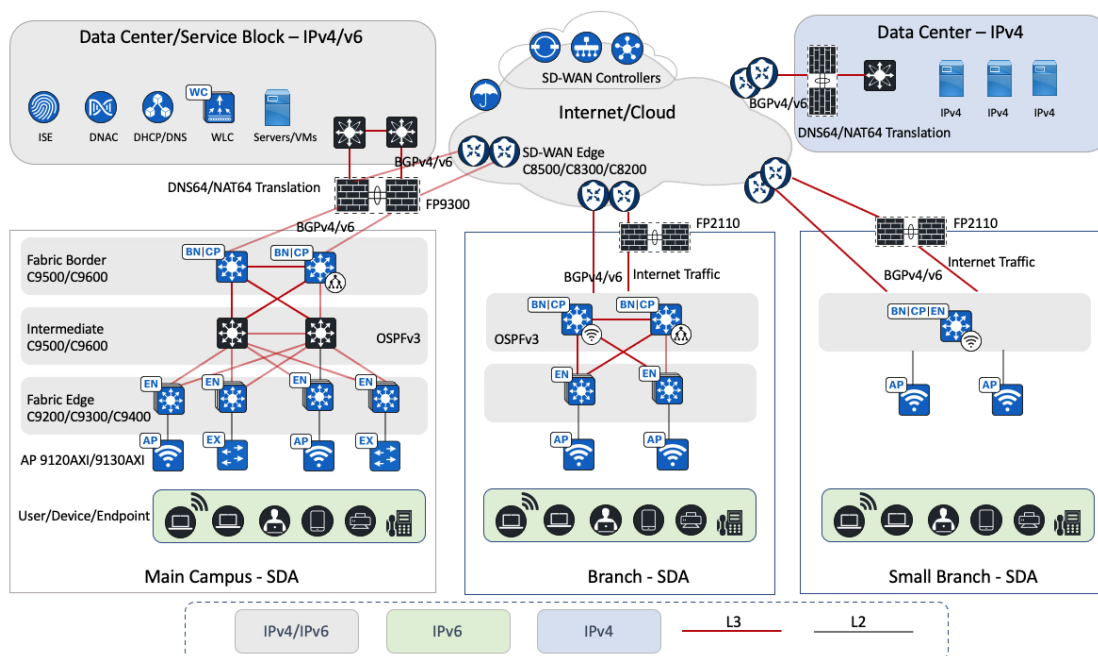 Data Center/Service Block – IPv4/v6
WC
ISE
DNAC
DHCP/DNS
WLC
Servers/VMs
SD-WAN Controllers
Internet/Cloud
Data Center – IPv4
BGPv4/v6
IPv4
IPv4
IPv4
DNS64/NAT64 Translation
BGPv4/v6
SD-WAN Edge
C8500/C8300/C8200
DNS64/NAT64 Translation
FP9300
BGPv4/v6
FP2110
FP2110
Fabric Border
C9500/C9600
BN|CP
BN|CP
Intermediate
C9500/C9600
OSPFv3
Fabric Edge
C9200/C9300/C9400
EN
EN
EN
EN
AP 9120AXI/9130AXI
AP
EX
AP
EX
User/Device/Endpoint
Main Campus - SDA
BGPv4/v6
Internet Traffic
BN|CP
BN|CP
OSPFv3
EN
EN
AP
AP
Branch - SDA
BGPv4/v6
Internet Traffic
BN|CP|EN
AP
AP
Small Branch - SDA
IPv4/IPv6
IPv6
IPv4
L3
L2